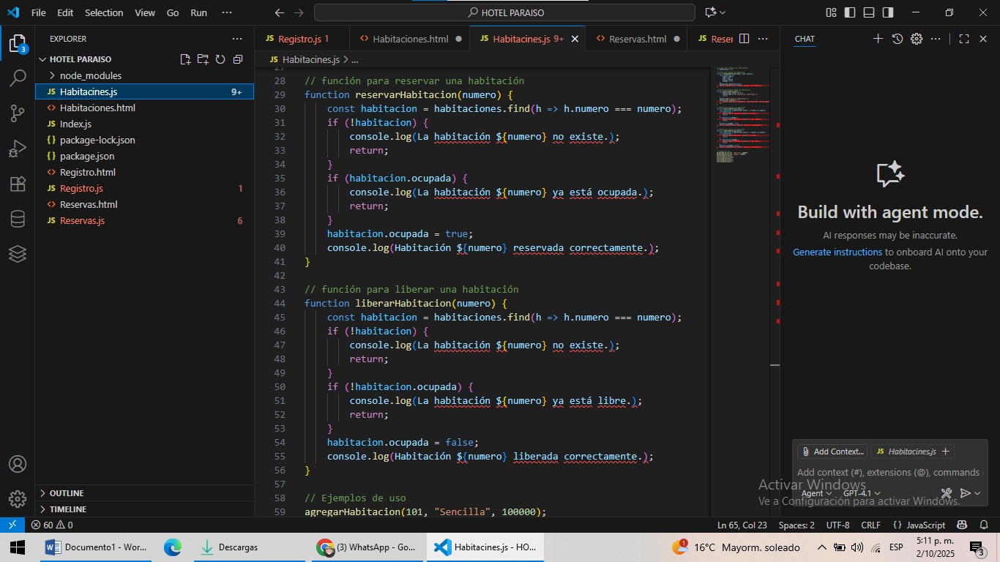 File Edit Selection View Go Run ··· HOTEL PARAISO
EXPLORER
HOTEL PARAISO
node_modules
JS Habitacines.js 9+
<> Habitaciones.html
JS Index.js
{} package-lock.json
{} package.json
<> Registro.html
JS Registro.js 1
<> Reservas.html
JS Reservas.js 6
OUTLINE
TIMELINE
3
JS Registro.js 1 <> Habitaciones.html JS Habitacines.js 9+ <> Reservas.html JS Reser
JS Habitacines.js > ...
28 // función para reservar una habitación
29 function reservarHabitacion(numero) {
30 const habitacion = habitaciones.find(h => h.numero === numero);
31 if (!habitacion) {
32 console.log(La habitación ${numero} no existe.);
33 return;
34 }
35 if (habitacion.ocupada) {
36 console.log(La habitación ${numero} ya está ocupada.);
37 return;
38 }
39 habitacion.ocupada = true;
40 console.log(Habitación ${numero} reservada correctamente.);
41 }
42
43 // función para liberar una habitación
44 function liberarHabitacion(numero) {
45 const habitacion = habitaciones.find(h => h.numero === numero);
46 if (!habitacion) {
47 console.log(La habitación ${numero} no existe.);
48 return;
49 }
50 if (!habitacion.ocupada) {
51 console.log(La habitación ${numero} ya está libre.);
52 return;
53 }
54 habitacion.ocupada = false;
55 console.log(Habitación ${numero} liberada correctamente.);
56 }
57
58 // Ejemplos de uso
59 agregarHabitacion(101, "Sencilla", 100000);
CHAT
Build with agent mode.
AI responses may be inaccurate.
Generate instructions to onboard AI onto your
codebase.
Add Context... JS Habitacines.js
Add context (#), extensions (@), commands
Agent GPT-4.1
Activar Windows
Ve a Configuración para activar Windows.
60 0 Ln 65, Col 23 Spaces: 2 UTF-8 CRLF {} JavaScript
Documento1 - Wor... Descargas (3) WhatsApp - Go... Habitacines.js - HO... 1 16°C Mayorm. soleado ESP 5:11 p. m.
2/10/2025 3